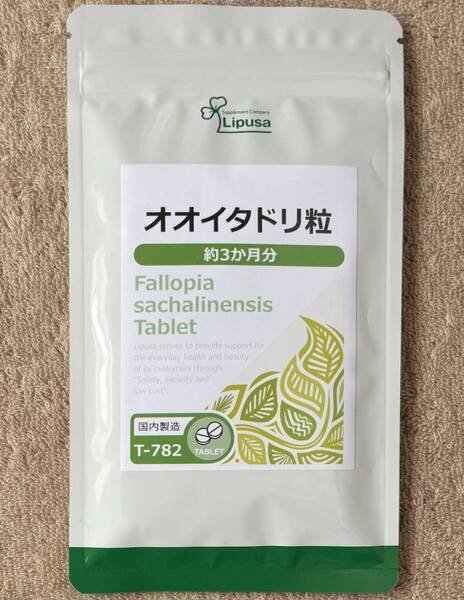 Supplement Company
Lipusa
オオイタドリ粒
約3か月分
Fallopia
sachalinensis
Tablet
Lipusa strives to provide support for
the everyday health and beauty
of its customers through
"Safety, security and
low cost".
国内製造
T-782
TABLET